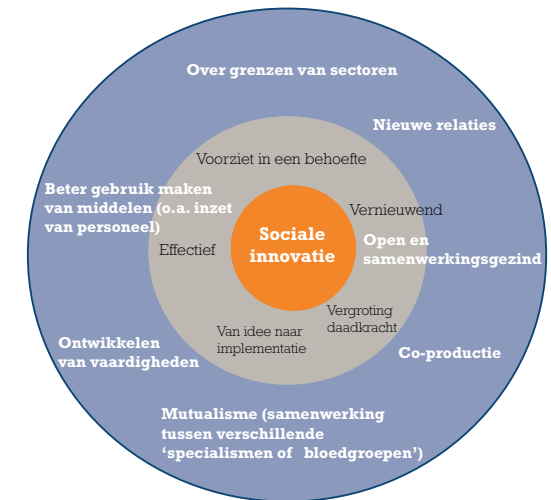 Over grenzen van sectoren
Nieuwe relaties
Voorziet in een behoefte
Beter gebruik maken
van middelen (o.a. inzet
van personeel)
Vernieuwend
Sociale
innovatie
Effectief
Open en
samenwerkingsgezind
Vergroting
daadkracht
Van idee naar
implementatie
Ontwikkelen
van vaardigheden
Co-productie
Mutualisme (samenwerking
tussen verschillende
‘specialismen of bloedgroepen’)